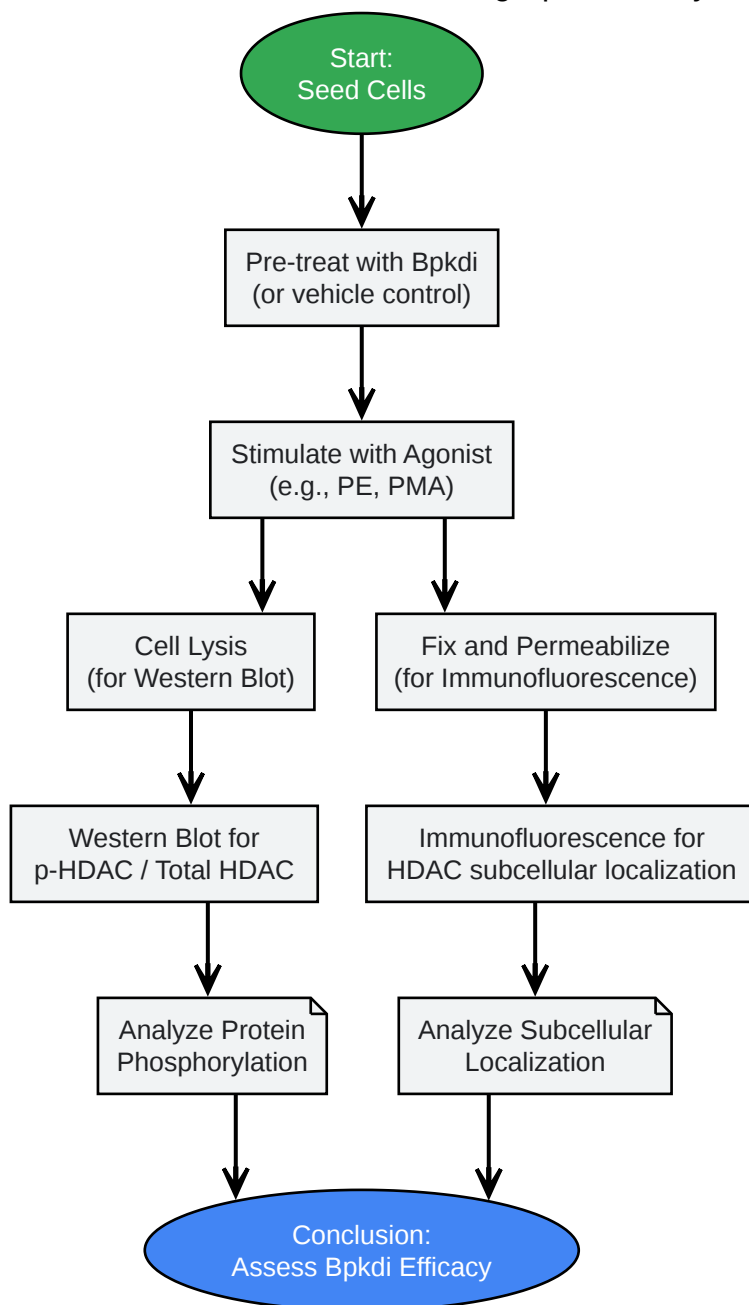 Start:
Seed Cells
Pre-treat with Bpkdi
(or vehicle control)
Stimulate with Agonist
(e.g., PE, PMA)
Cell Lysis
(for Western Blot)
Fix and Permeabilize
(for Immunofluorescence)
Western Blot for
p-HDAC / Total HDAC
Immunofluorescence for
HDAC subcellular localization
Analyze Protein
Phosphorylation
Analyze Subcellular
Localization
Conclusion:
Assess Bpkdi Efficacy